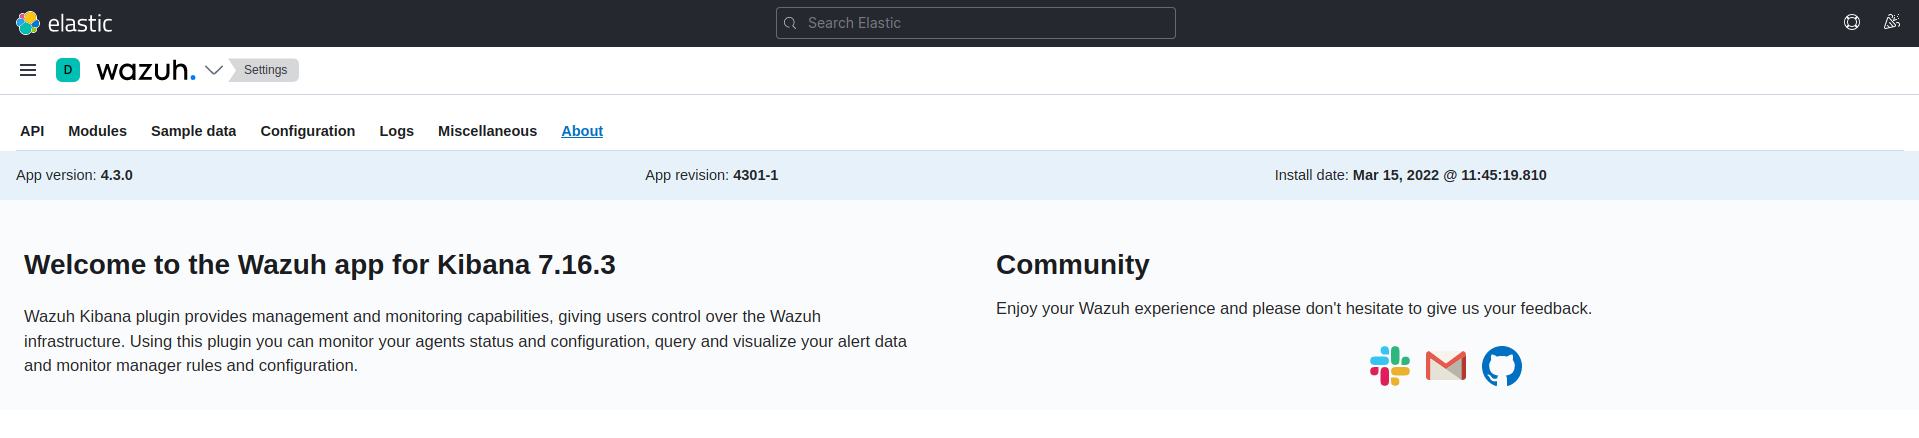 elastic
Search Elastic
D
wazuh.
Settings
API Modules Sample data Configuration Logs Miscellaneous About
App version: 4.3.0
App revision: 4301-1
Install date: Mar 15, 2022 @ 11:45:19.810
Welcome to the Wazuh app for Kibana 7.16.3
Wazuh Kibana plugin provides management and monitoring capabilities, giving users control over the Wazuh
infrastructure. Using this plugin you can monitor your agents status and configuration, query and visualize your alert data
and monitor manager rules and configuration.
Community
Enjoy your Wazuh experience and please don't hesitate to give us your feedback.